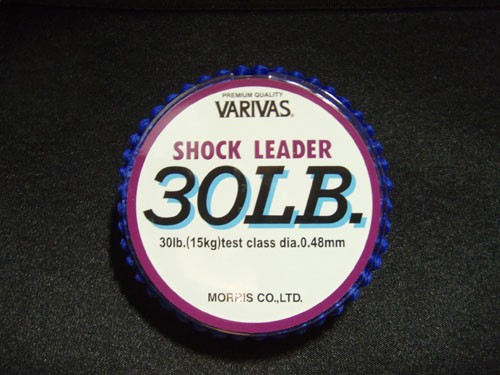 PREMIUM QUALITY
VARIVAS®
SHOCK LEADER
30LB.
30lb.(15kg)test class dia.0.48mm
MORRIS CO.,LTD.